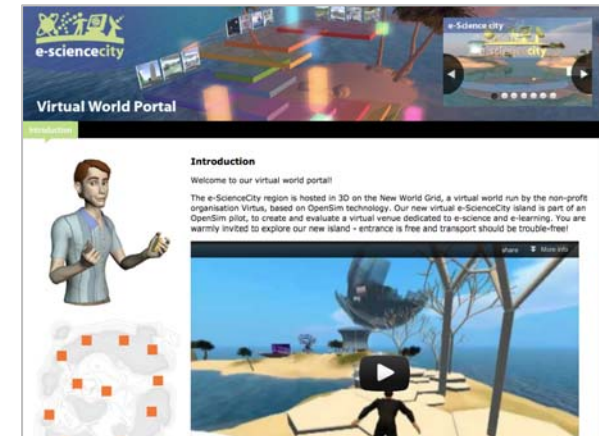 e-sciencecity
e-Science city
Virtual World Portal
Introduction
Introduction
Welcome to our virtual world portal!
The e-ScienceCity region is hosted in 3D on the New World Grid, a virtual world run by the non-profit
organisation Virtus, based on OpenSim technology. Our new virtual e-ScienceCity island is part of an
OpenSim pilot, to create and evaluate a virtual venue dedicated to e-science and e-learning. You are
warmly invited to explore our new island - entrance is free and transport should be trouble-free!
share More info